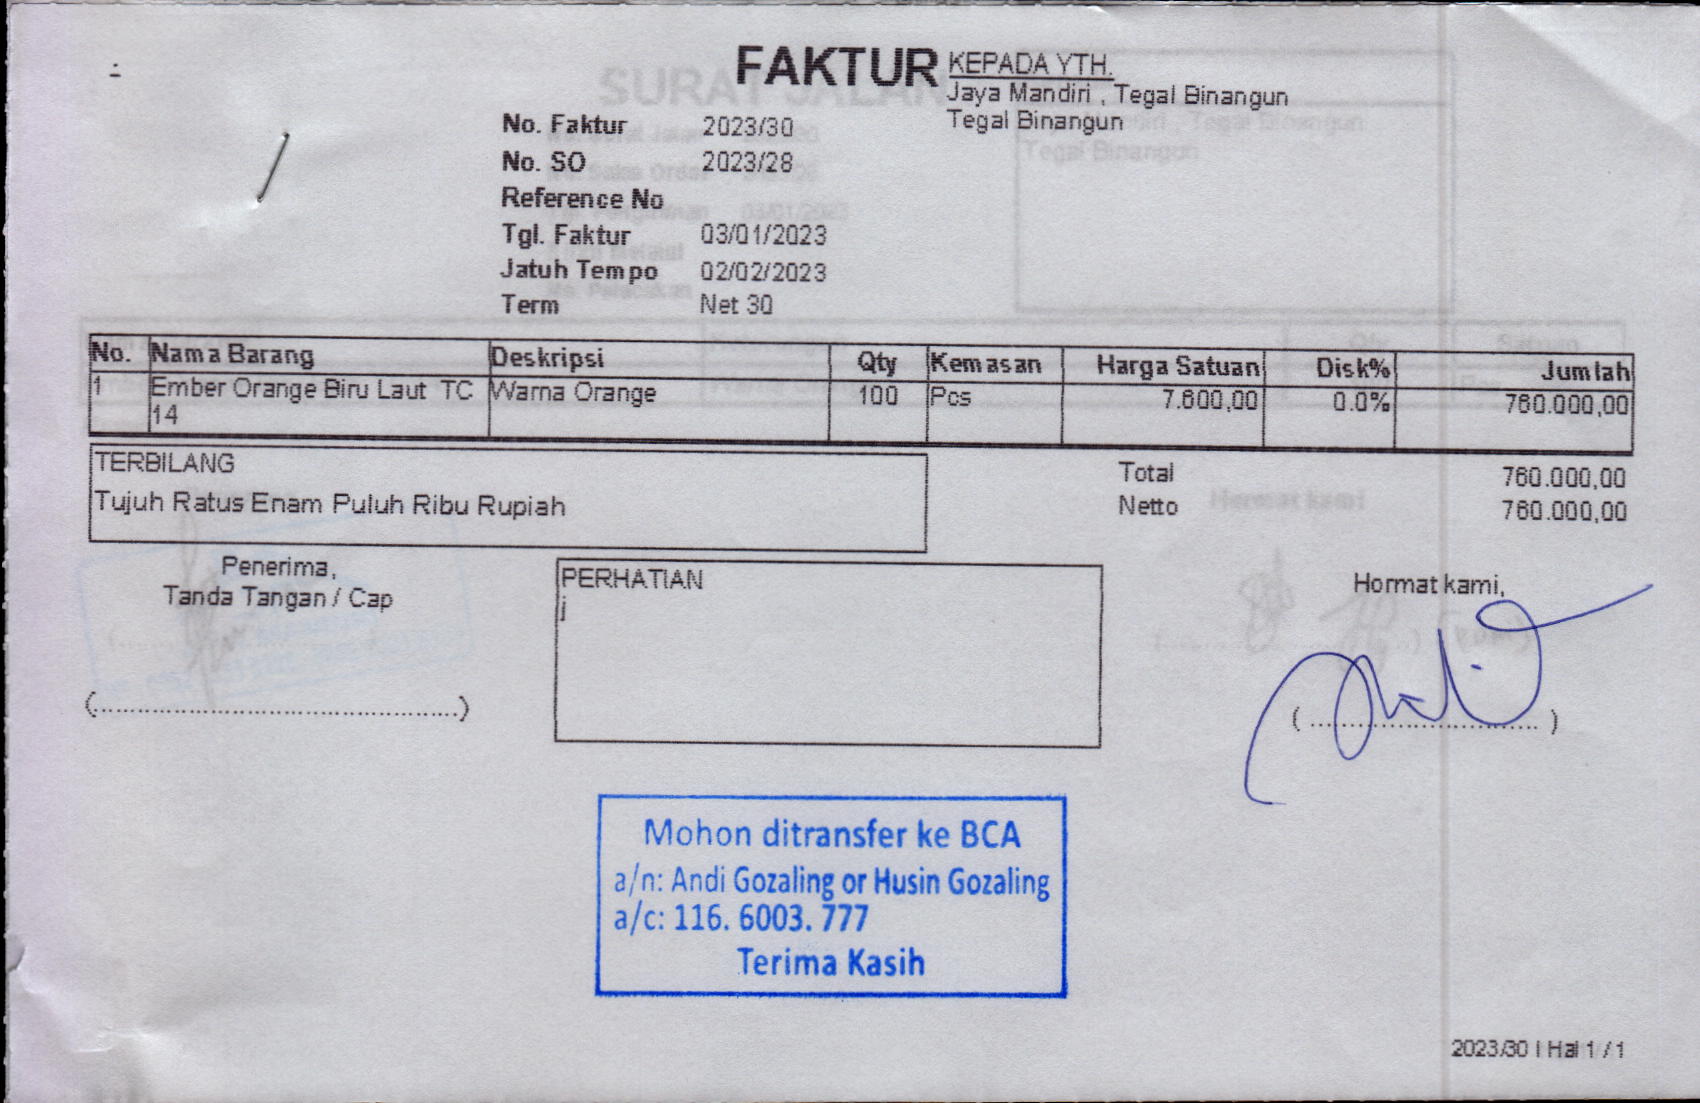 FAKTUR
KEPADA YTH.
Jaya Mandiri , Tegal Binangun
Tegal Binangun
No. Faktur 2023/30
No. SO 2023/28
Reference No
Tgl. Faktur 03/01/2023
Jatuh Tempo 02/02/2023
Term Net 30
No. Nama Barang Deskripsi Qty Kemasan Harga Satuan Disk% Jumlah
1 Ember Orange Biru Laut TC Warna Orange 100 Pcs 7.600,00 0.0% 760.000,00
14
TERBILANG
Tujuh Ratus Enam Puluh Ribu Rupiah
Total 760.000,00
Netto 760.000,00
Penerima,
Tanda Tangan / Cap
(..................................................)
PERHATIAN
j
Hormat kami,
( ................................ )
Mohon ditransfer ke BCA
a/n: Andi Gozaling or Husin Gozaling
a/c: 116. 6003. 777
Terima Kasih
2023/30 | Hal 1 / 1